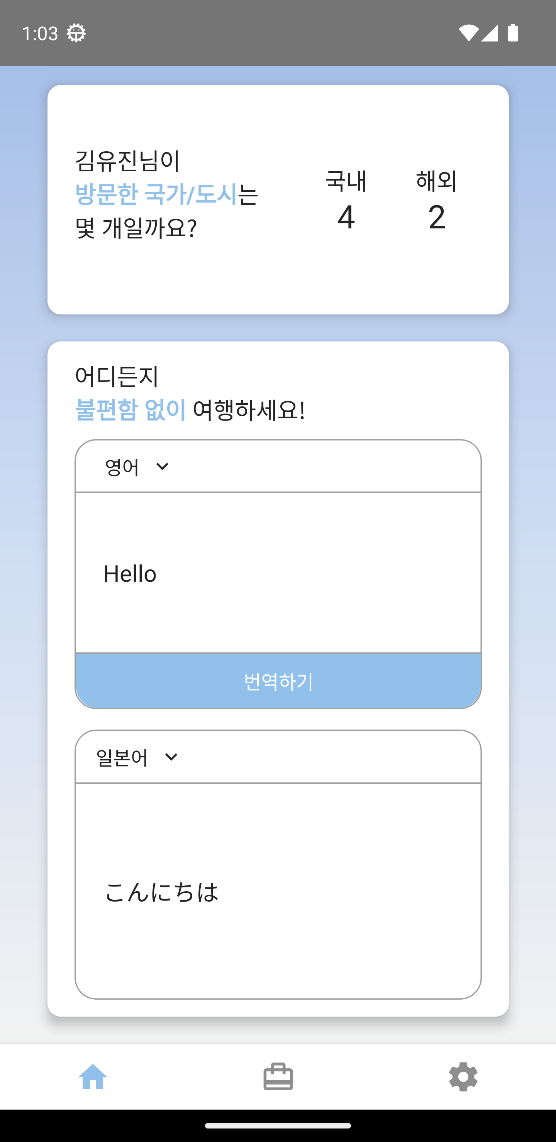 1:03
김유진님이
방문한 국가/도시는
몇 개일까요?
국내
4
해외
2
어디든지
불편함 없이 여행하세요!
영어
Hello
번역하기
일본어
こんにちは